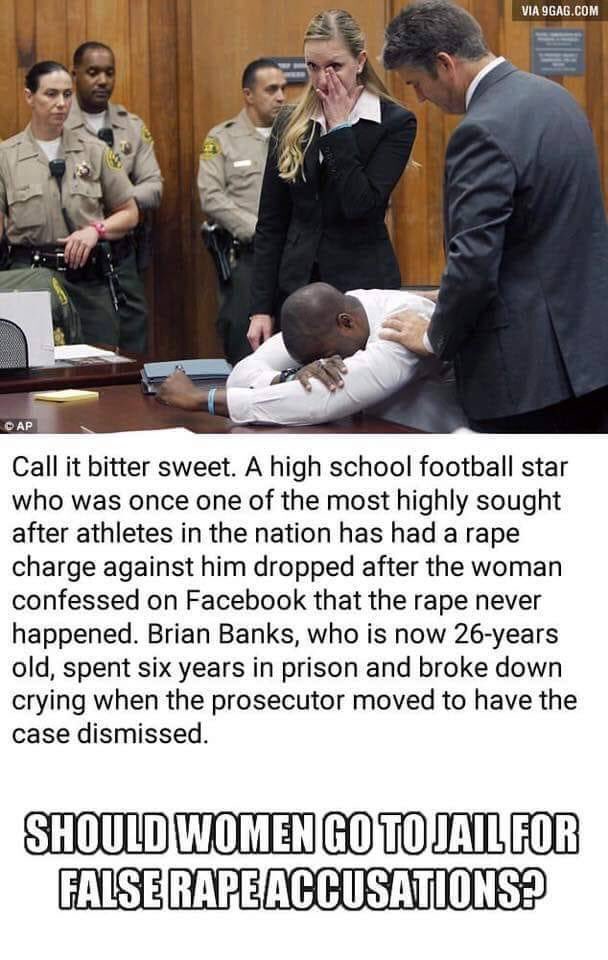 VIA 9GAG.COM
© AP
Call it bitter sweet. A high school football star
who was once one of the most highly sought
after athletes in the nation has had a rape
charge against him dropped after the woman
confessed on Facebook that the rape never
happened. Brian Banks, who is now 26-years
old, spent six years in prison and broke down
crying when the prosecutor moved to have the
case dismissed.
SHOULD WOMEN GO TO JAIL FOR
FALSE RAPE ACCUSATIONS?